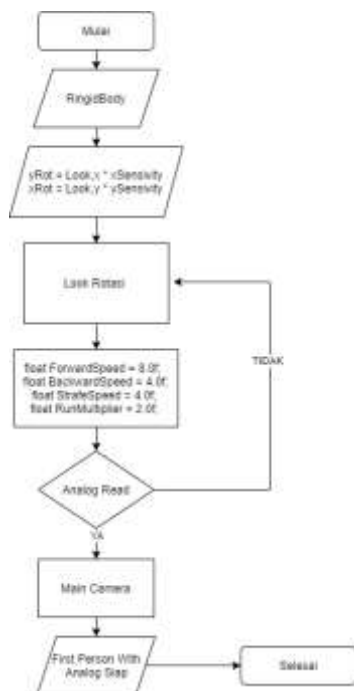 Mulai
RingidBody
yRot = Look.x * xSensivity
xRot = Look.y * ySensivity
Look Rotasi
float ForwardSpeed = 8.0f;
float BackwardSpeed = 4.0f;
float StrafeSpeed = 4.0f;
float RunMultiplier = 2.0f;
TIDAK
Analog Read
YA
Main Camera
First Person With
Analog Siap
Selesai